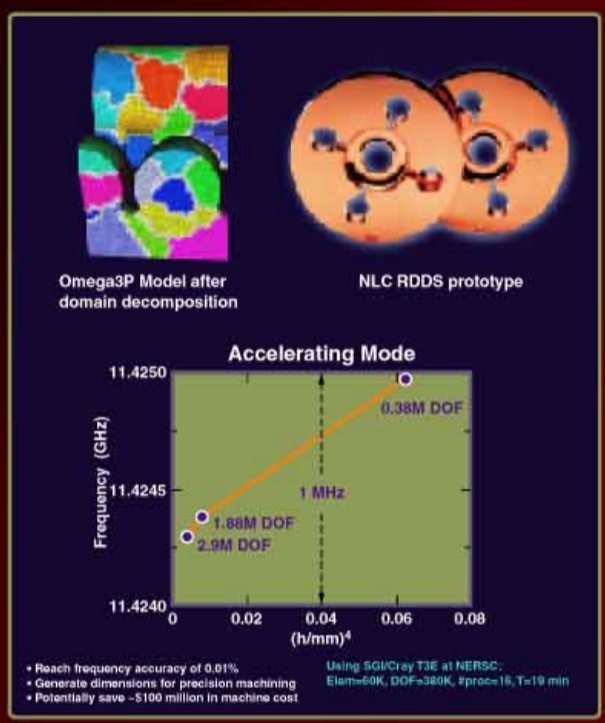 Omega3P Model after
domain decomposition
NLC RDDS prototype
Accelerating Mode
11.4250
11.4245
11.4240
Frequency (GHz)
0.38M DOF
1 MHz
1.88M DOF
2.9M DOF
0 0.02 0.04 0.06 0.08
(h/mm)⁴
• Reach frequency accuracy of 0.01%
• Generate dimensions for precision machining
• Potentially save ~$100 million in machine cost
Using SGI/Cray T3E at NERSC:
Elem=60K, DOF=380K, #proc=16, T=19 min